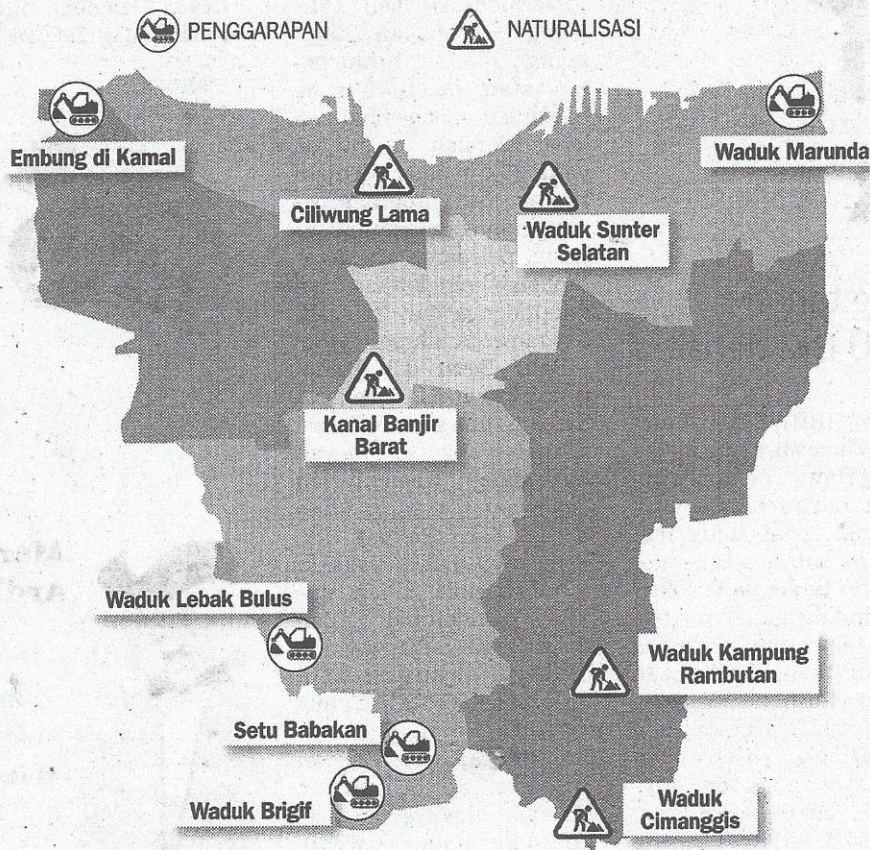 PENGGARAPAN
NATURALISASI
Embung di Kamal
Waduk Marunda
Ciliwung Lama
Waduk Sunter
Selatan
Kanal Banjir
Barat
Waduk Lebak Bulus
Waduk Kampung
Rambutan
Setu Babakan
Waduk Brigif
Waduk
Cimanggis